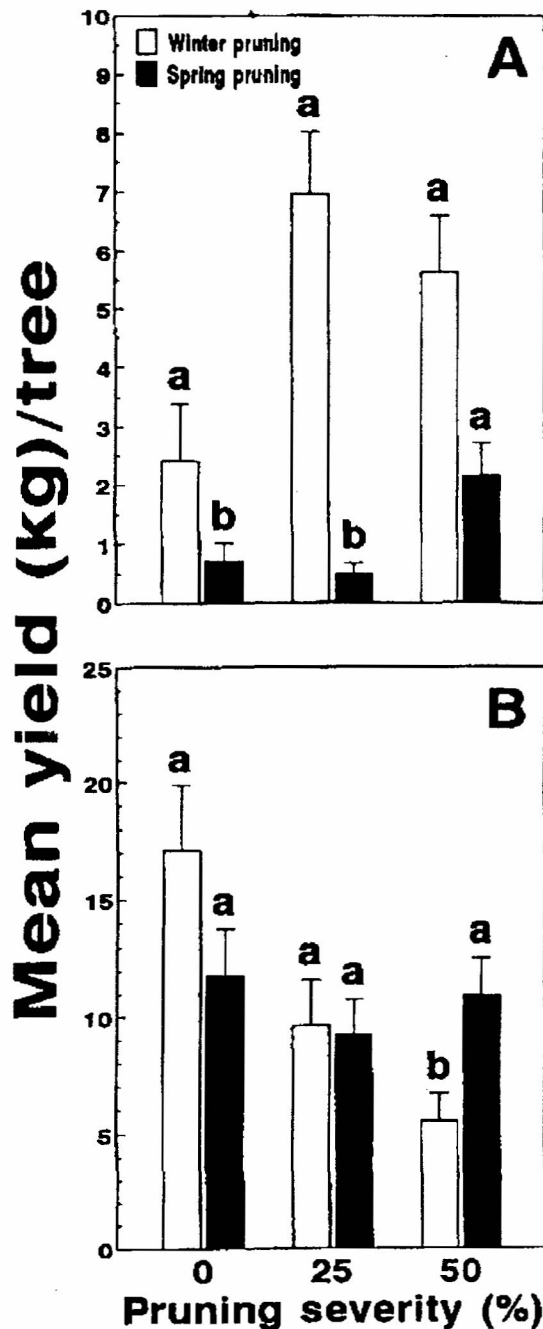 Mean yield (kg)/tree
10
9
8
7
6
5
4
3
2
1
0
Winter pruning
Spring pruning
A
a
b
a
b
a
a
25
20
15
10
5
0
B
a
a
a
a
b
a
0 25 50
Pruning severity (%)